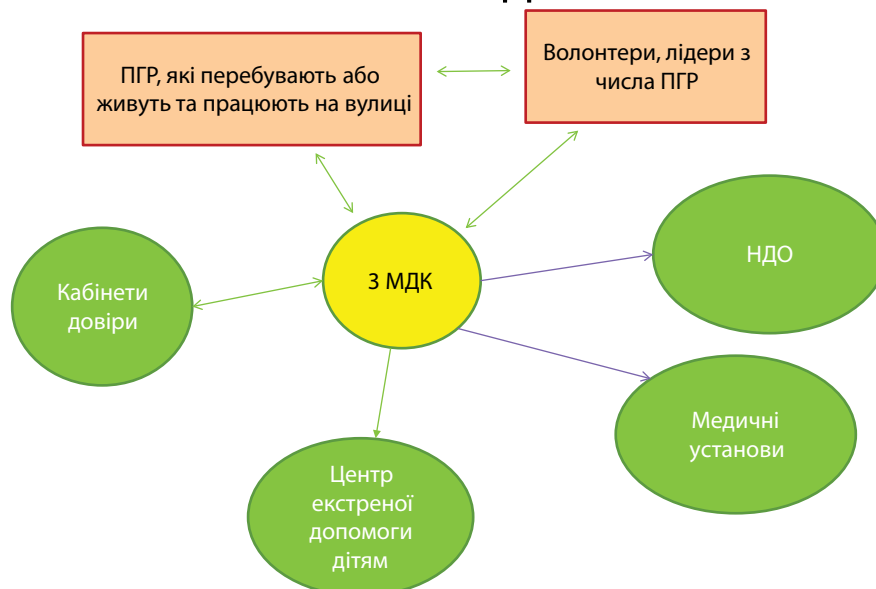 ПГР, які перебувають або
живуть та працюють на вулиці
Волонтери, лідери з
числа ПГР
НДО
3 МДК
Кабінети
довіри
Медичні
установи
Центр
екстреної
допомоги
дітям